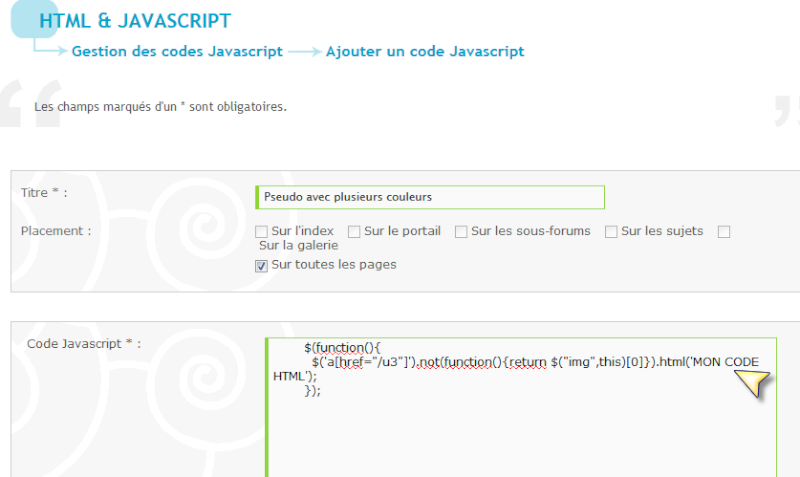 HTML & JAVASCRIPT
Gestion des codes Javascript
Ajouter un code Javascript
Les champs marqués d'un * sont obligatoires.
Titre * :
Pseudo avec plusieurs couleurs
Placement :
Sur l'index
Sur le portail
Sur les sous-forums
Sur les sujets
Sur la galerie
Sur toutes les pages
Code Javascript * :
$(function(){
$('a[href="/u3"]').not(function(){return $("img",this)[0]}).html('MON CODE
HTML');
});